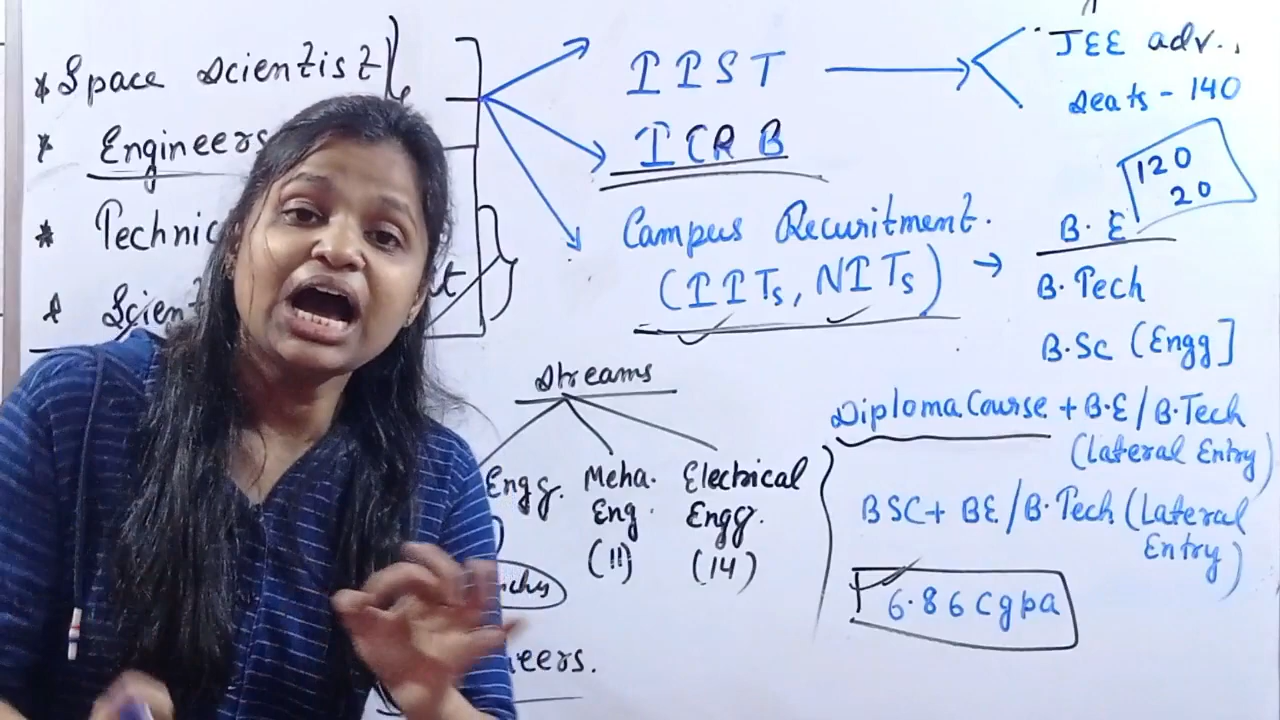 * Space Scientist
* Engineers
* Technic
* Scient
IIST
ICRB
Campus Recuritment.
(IITs, NITs)
JEE adv.
Seats - 140
120
20
B.E
B.Tech
B.Sc (Engg]
Streams
Engg.
Meha.
Eng.
(11)
Electrical
Engg.
(14)
neers.
Diploma Course + B.E/B.Tech
(Lateral Entry)
BSC + BE/B.Tech (Lateral
Entry)
6.86 cgpa